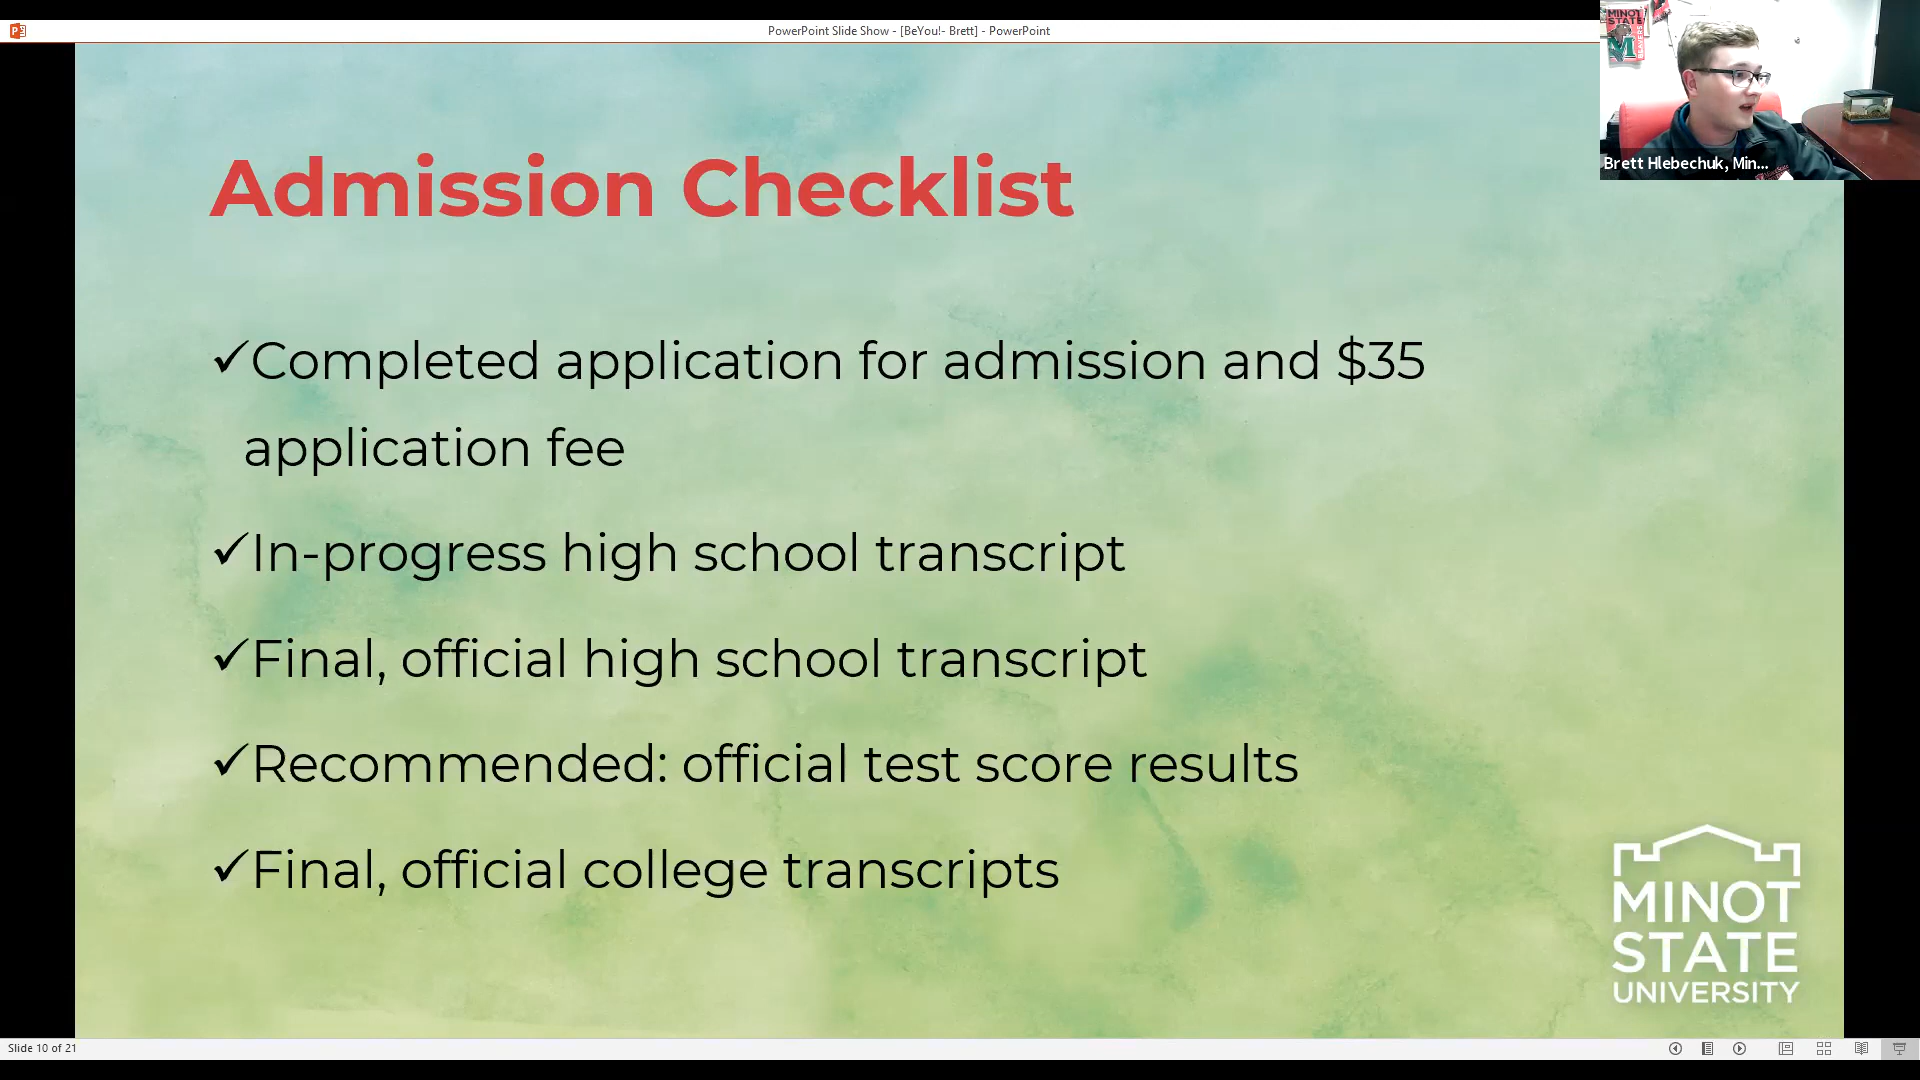 PowerPoint Slide Show - [BeYou!- Brett] - PowerPoint
MINOT
STATE
M
Brett Hlebechuk, Min...
Admission Checklist
✓Completed application for admission and $35
application fee
✓In-progress high school transcript
✓Final, official high school transcript
✓Recommended: official test score results
✓Final, official college transcripts
MINOT
STATE
UNIVERSITY
Slide 10 of 21